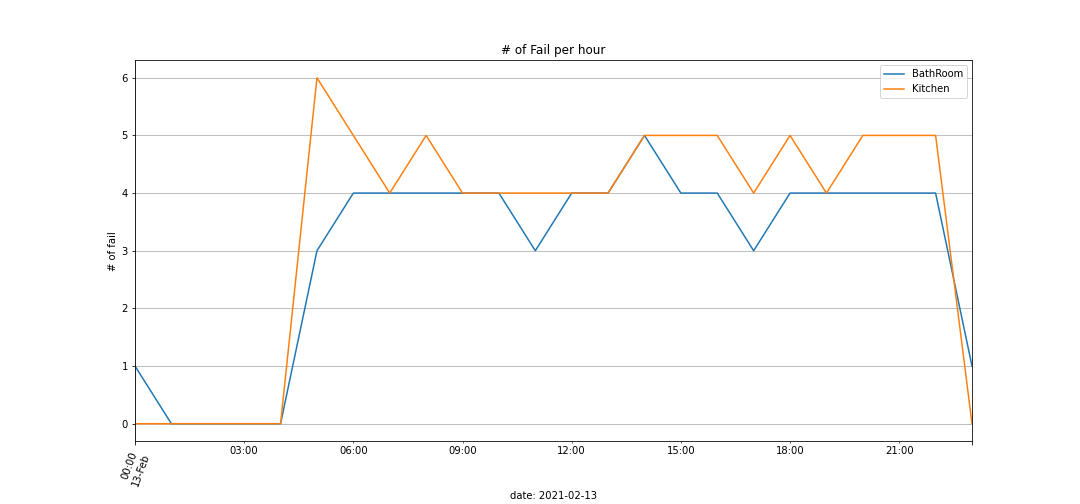 # of Fail per hour
BathRoom
Kitchen
# of fail
6
5
4
3
2
1
0
00:00
13-Feb
03:00
06:00
09:00
12:00
15:00
18:00
21:00
date: 2021-02-13